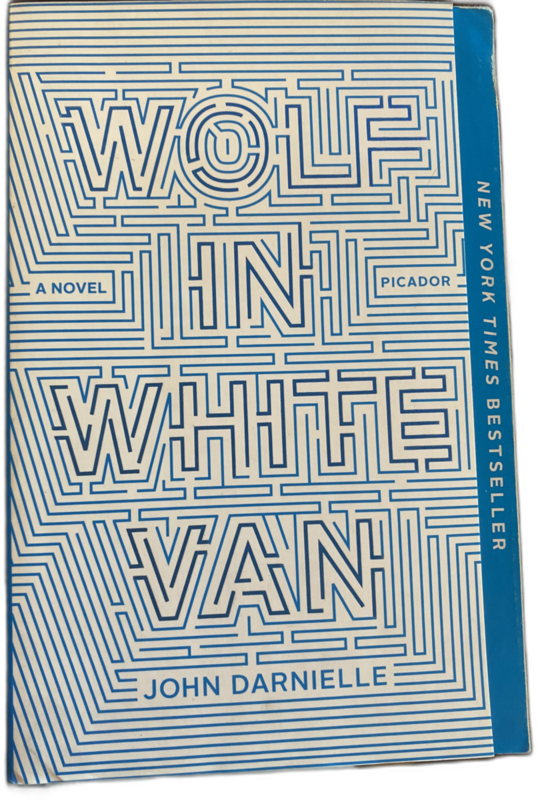 WOLF
IN
A NOVEL
PICADOR
WHITE
VAN
JOHN DARNIELLE
NEW YORK TIMES BESTSELLER